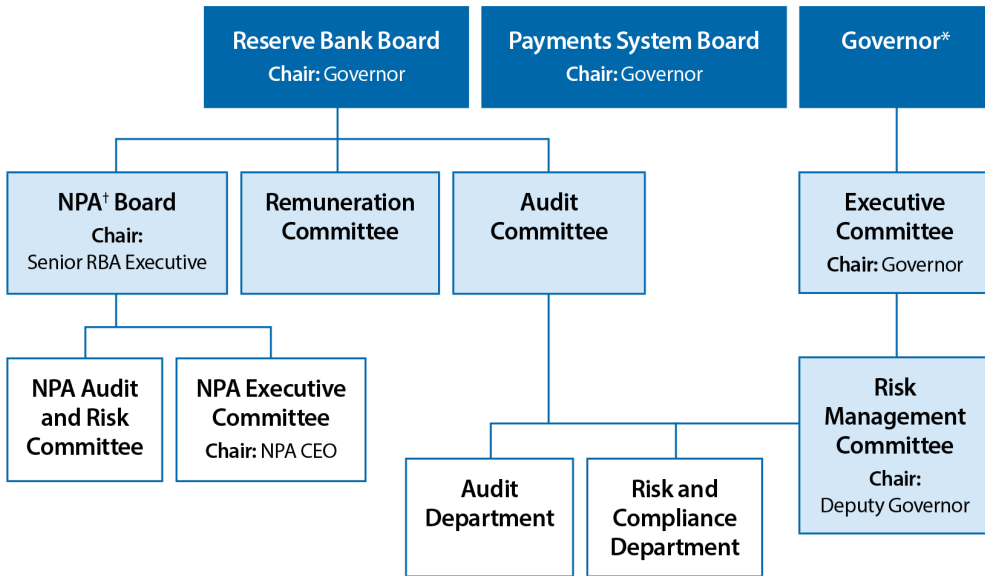 Reserve Bank Board
Chair: Governor
Payments System Board
Chair: Governor
Governor*
NPA† Board
Chair:
Senior RBA Executive
Remuneration
Committee
Audit
Committee
Executive
Committee
Chair: Governor
NPA Audit
and Risk
Committee
NPA Executive
Committee
Chair: NPA CEO
Risk
Management
Committee
Chair:
Deputy Governor
Audit
Department
Risk and
Compliance
Department